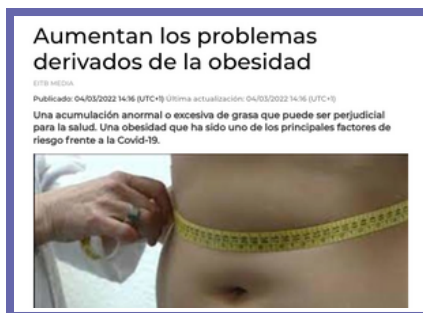 Aumentan los problemas
derivados de la obesidad
EITB MEDIA
Publicado: 04/03/2022 14:16 (UTC+1) Última actualización: 04/03/2022 14:16 (UTC+1)
Una acumulación anormal o excesiva de grasa que puede ser perjudicial
para la salud. Una obesidad que ha sido uno de los principales factores de
riesgo frente a la Covid-19.